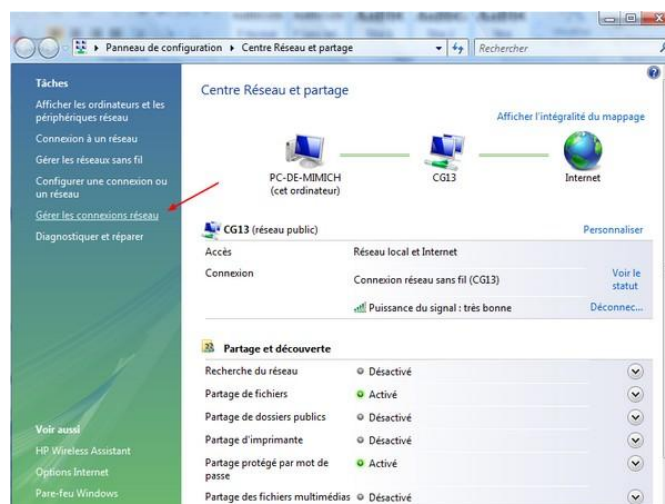 Panneau de configuration ▸ Centre Réseau et partage
Rechercher
Tâches
Afficher les ordinateurs et les
périphériques réseau
Connexion à un réseau
Gérer les réseaux sans fil
Configurer une connexion ou
un réseau
Gérer les connexions réseau
Diagnostiquer et réparer
Voir aussi
HP Wireless Assistant
Options Internet
Pare-feu Windows
Centre Réseau et partage
Afficher l'intégralité du mappage
PC-DE-MIMICH
(cet ordinateur)
CG13
Internet
CG13 (réseau public)
Personnaliser
Accès
Réseau local et Internet
Connexion
Connexion réseau sans fil (CG13)
Voir le
statut
Puissance du signal : très bonne
Déconnec...
Partage et découverte
Recherche du réseau
Désactivé
Partage de fichiers
Activé
Partage de dossiers publics
Désactivé
Partage d'imprimante
Désactivé
Partage protégé par mot de
passe
Activé
Partage des fichiers multimédias
Désactivé